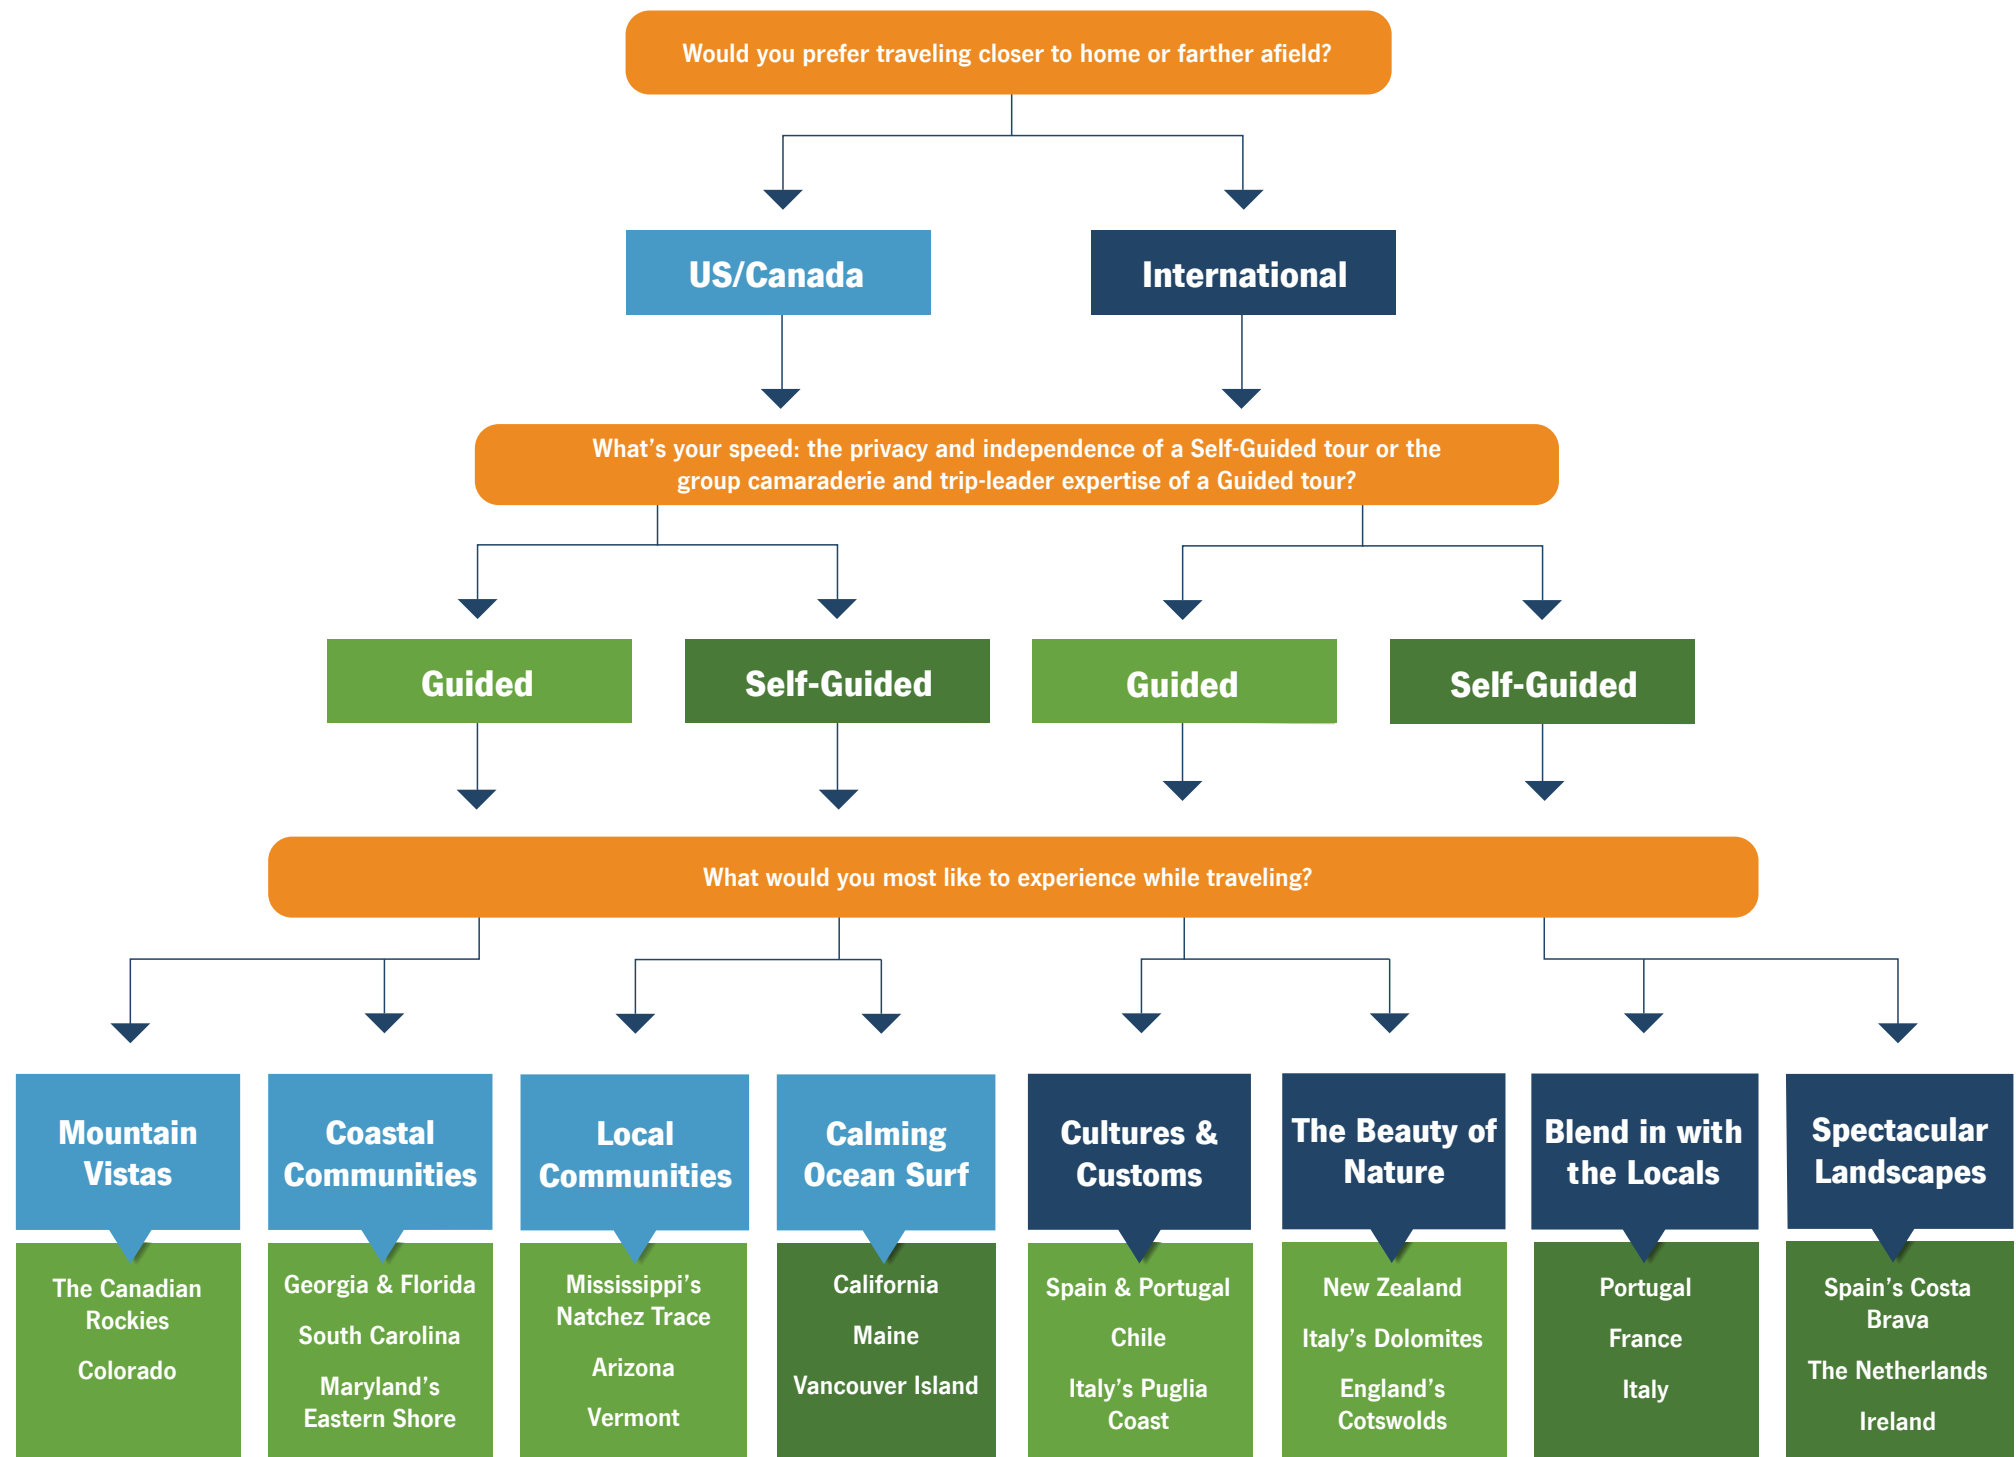 Would you prefer traveling closer to home or farther afield?
US/Canada
International
What's your speed: the privacy and independence of a Self-Guided tour or the
group camaraderie and trip-leader expertise of a Guided tour?
Guided
Self-Guided
Guided
Self-Guided
What would you most like to experience while traveling?
Mountain
Vistas
The Canadian
Rockies
Colorado
Coastal
Communities
Georgia & Florida
South Carolina
Maryland's
Eastern Shore
Local
Communities
Mississippi's
Natchez Trace
Arizona
Vermont
Calming
Ocean Surf
California
Maine
Vancouver Island
Cultures &
Customs
Spain & Portugal
Chile
Italy's Puglia
Coast
The Beauty of
Nature
New Zealand
Italy's Dolomites
England's
Cotswolds
Blend in with
the Locals
Portugal
France
Italy
Spectacular
Landscapes
Spain's Costa
Brava
The Netherlands
Ireland